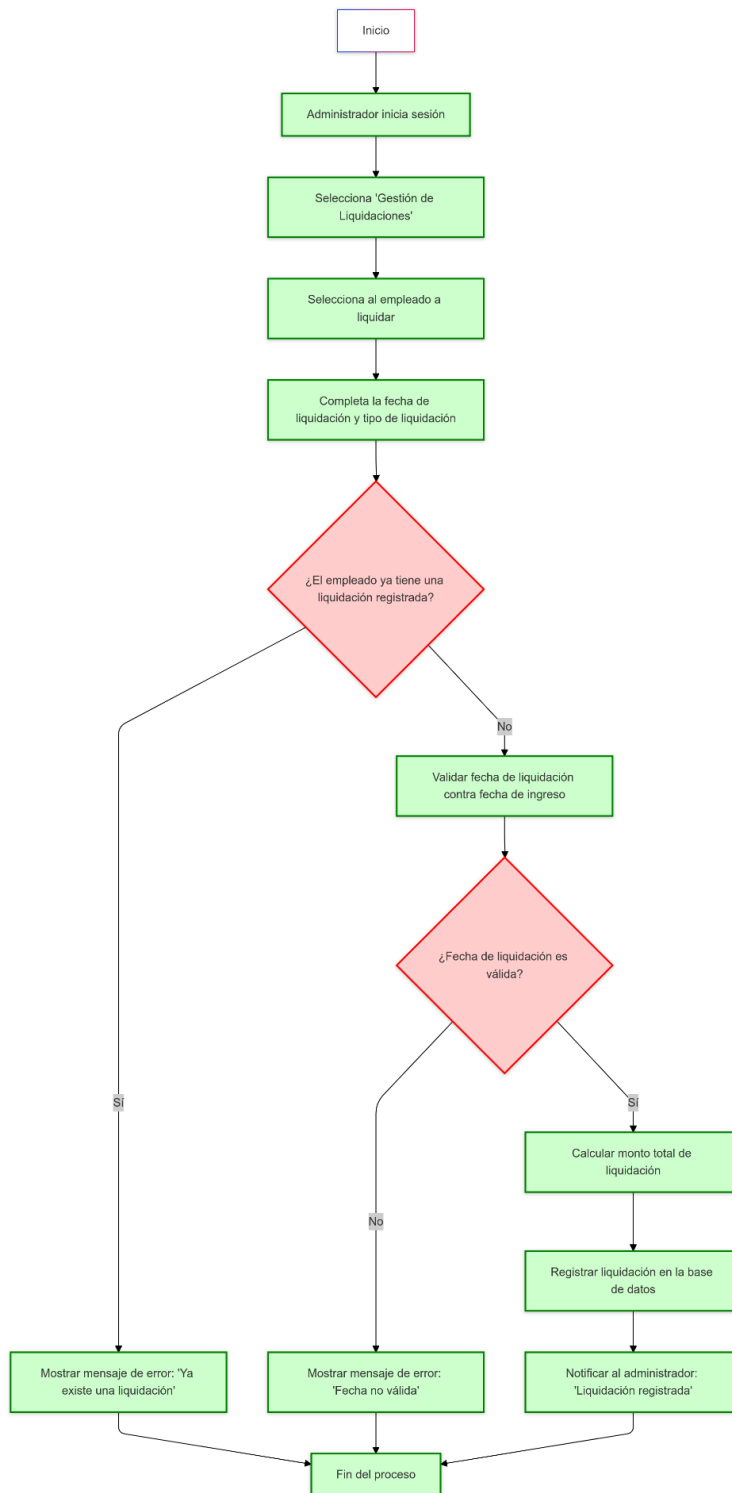 Inicio
Administrador inicia sesión
Selecciona 'Gestión de
Liquidaciones'
Selecciona al empleado a
liquidar
Completa la fecha de
liquidación y tipo de liquidación
¿El empleado ya tiene una
liquidación registrada?
No
Validar fecha de liquidación
contra fecha de ingreso
¿Fecha de liquidación es
válida?
Sí
Sí
Calcular monto total de
liquidación
No
Registrar liquidación en la base
de datos
Mostrar mensaje de error: 'Ya
existe una liquidación'
Mostrar mensaje de error:
'Fecha no válida'
Notificar al administrador:
'Liquidación registrada'
Fin del proceso